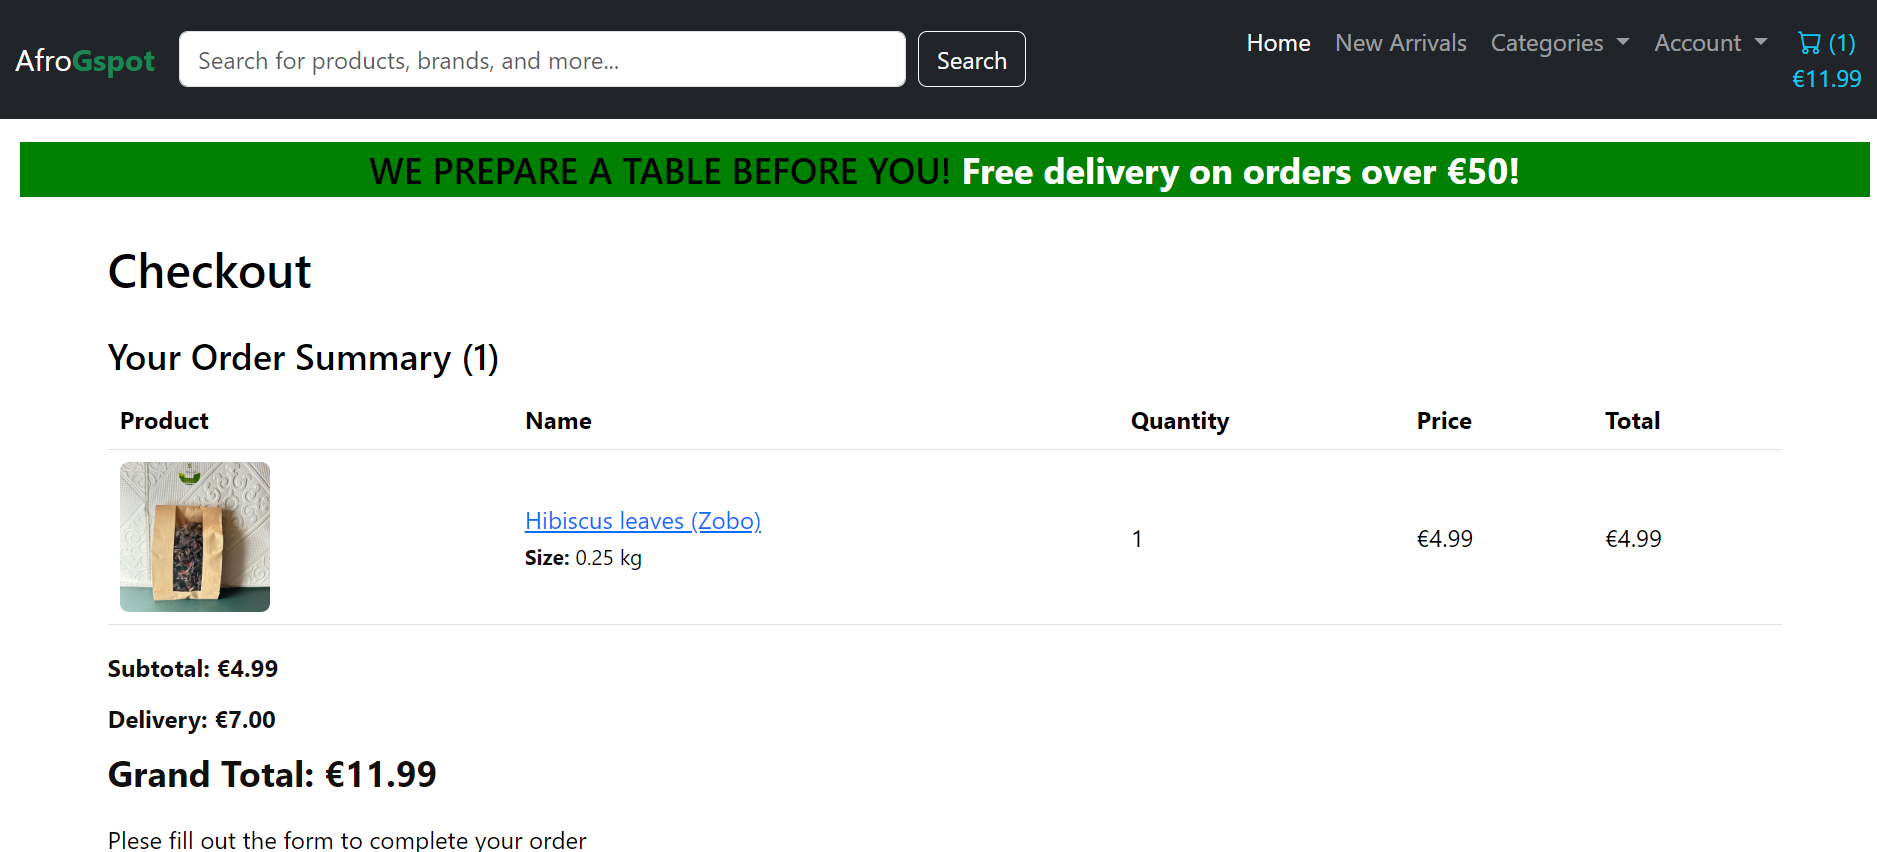 AfroGspot
Search for products, brands, and more...
Search
Home
New Arrivals
Categories
Account
(1)
€11.99
WE PREPARE A TABLE BEFORE YOU! Free delivery on orders over €50!
Checkout
Your Order Summary (1)
Product Name Quantity Price Total
Hibiscus leaves (Zobo)
Size: 0.25 kg
1 €4.99 €4.99
Subtotal: €4.99
Delivery: €7.00
Grand Total: €11.99
Plese fill out the form to complete your order